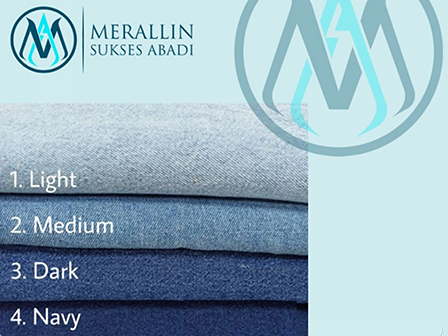 MERALLIN
SUKSES ABADI
1. Light
2. Medium
3. Dark
4. Navy